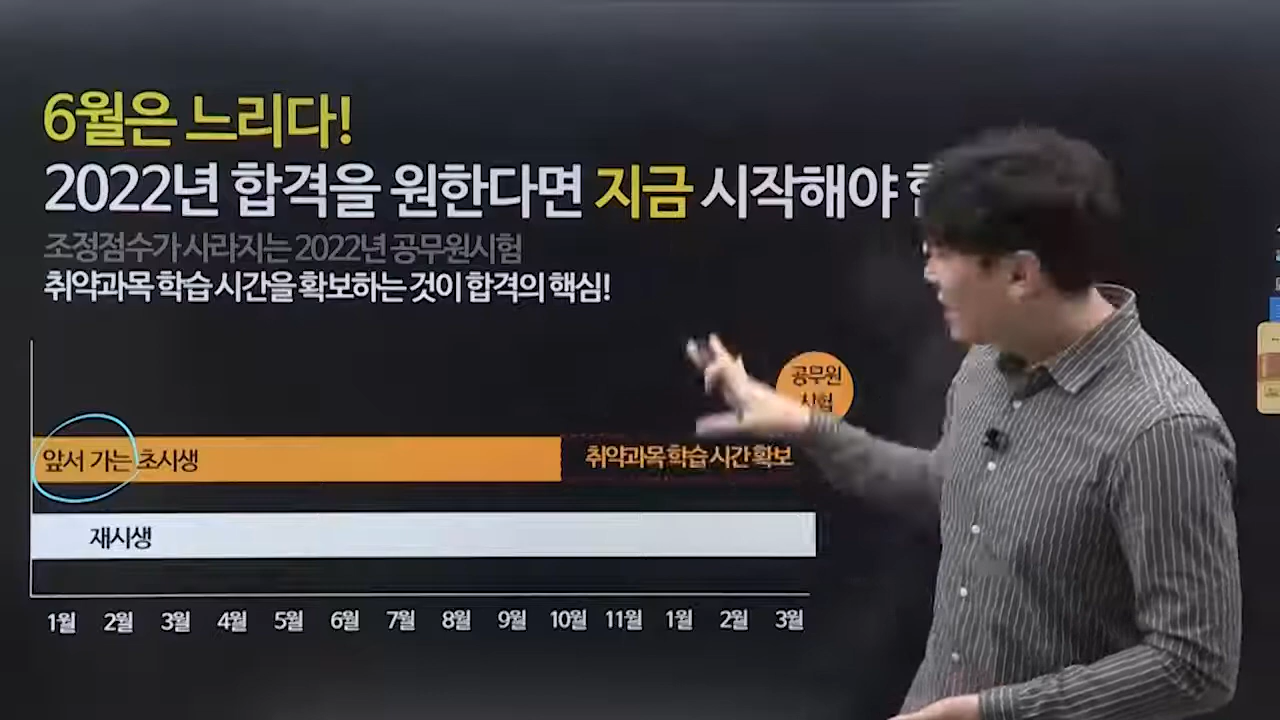 6월은 느리다!
2022년 합격을 원한다면 지금 시작해야
조정점수가 사라지는 2022년 공무원시험
취약과목 학습 시간을 확보하는 것이 합격의 핵심!
공무원
시험
앞서 가는 초시생
취약과목 학습 시간 확보
재시생
1월 2월 3월 4월 5월 6월 7월 8월 9월 10월 11월 1월 2월 3월